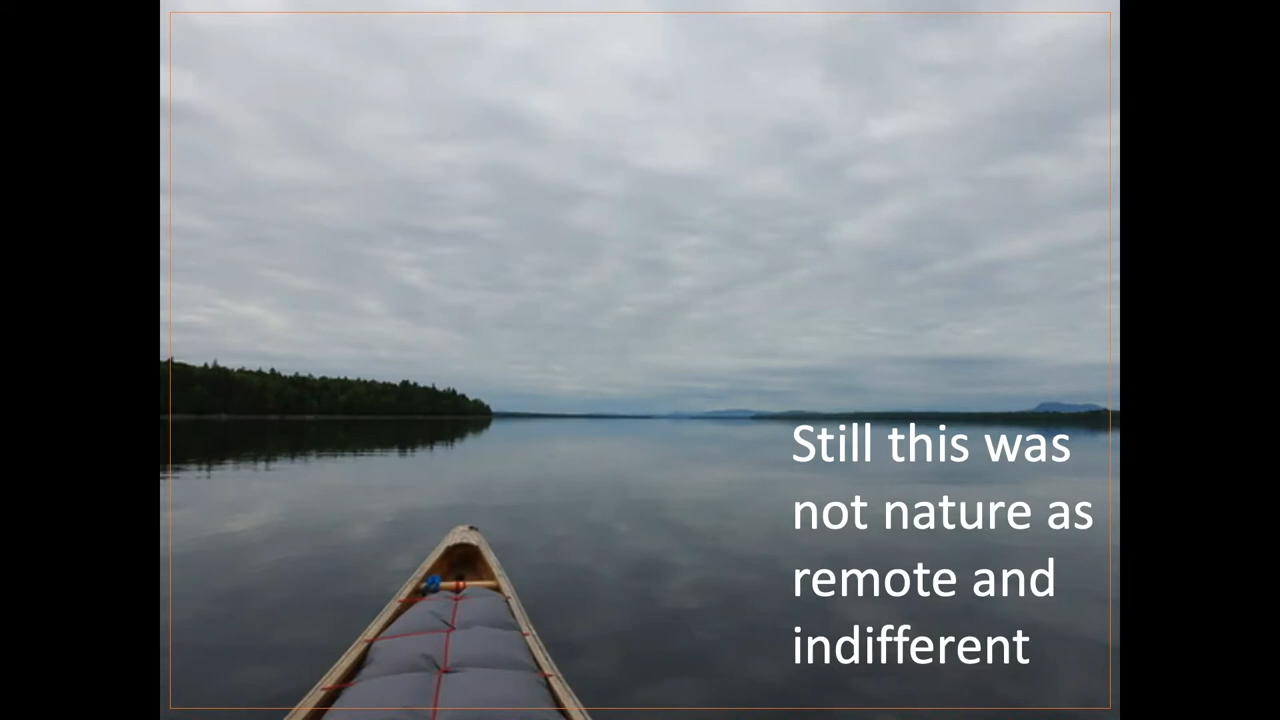 Still this was
not nature as
remote and
indifferent